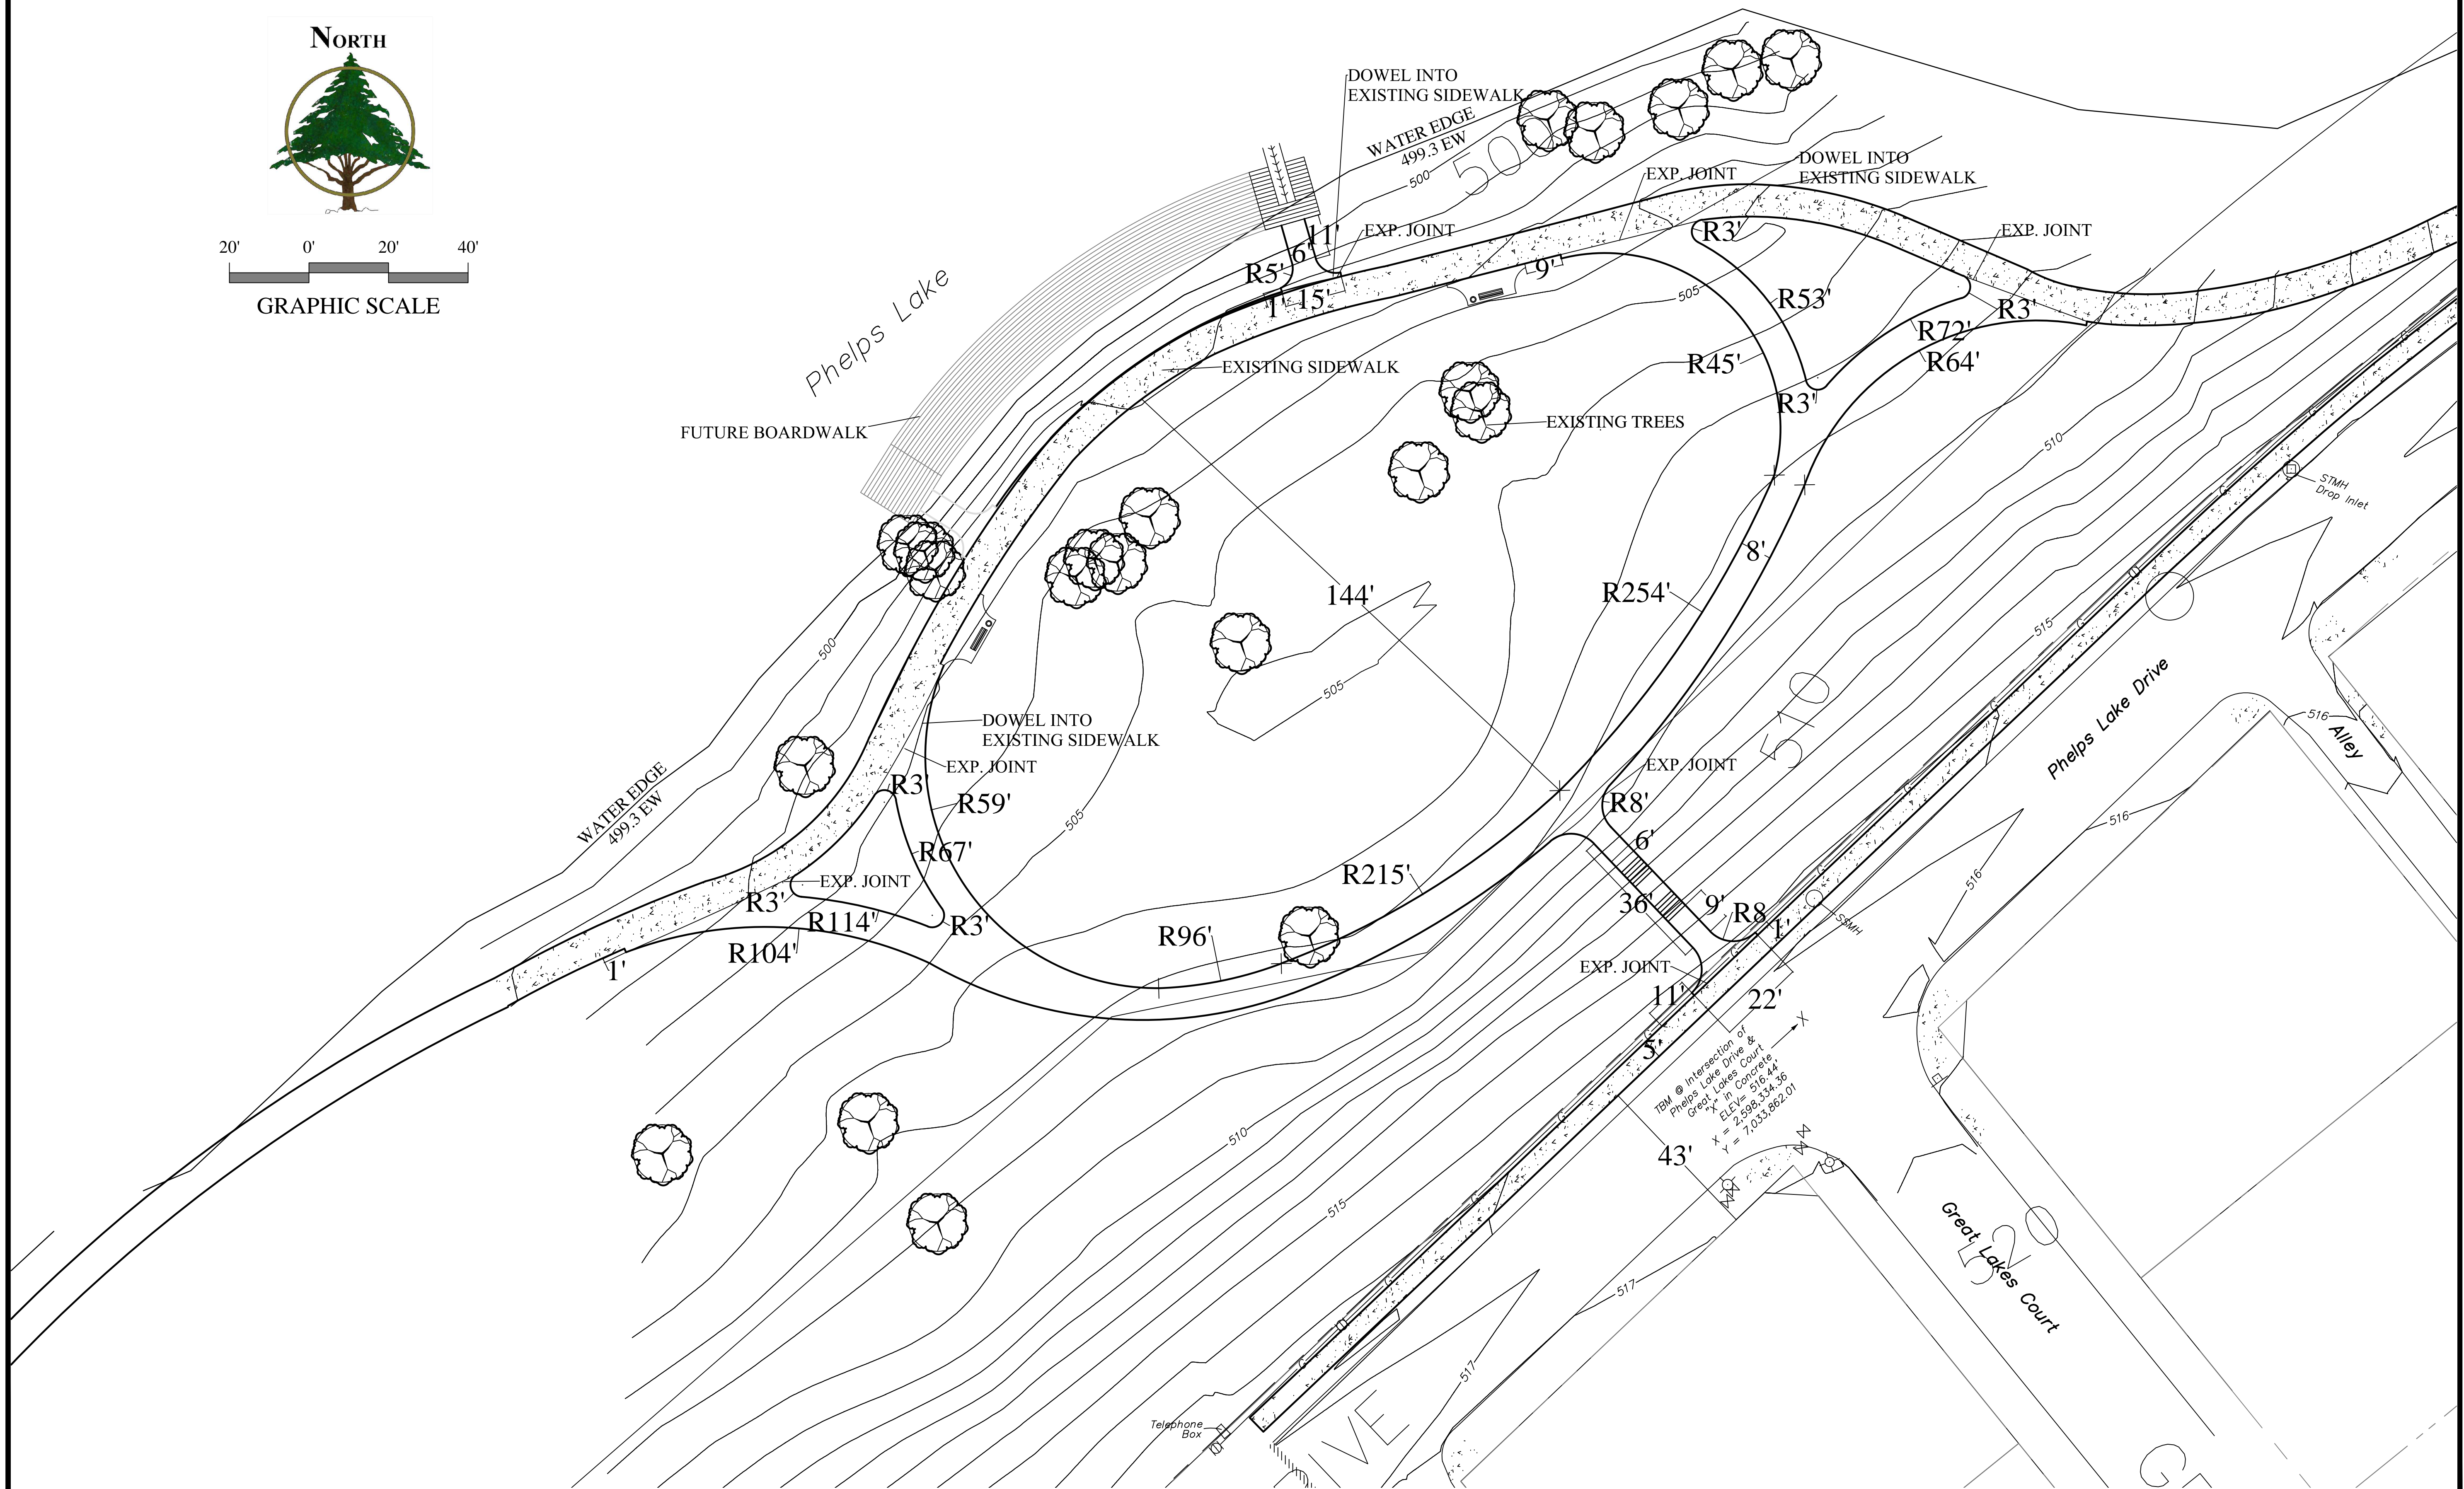 NORTH
20' 0' 20' 40'
GRAPHIC SCALE
DOWEL INTO
EXISTING SIDEWALK
WATER EDGE
499.3 EW
500
500
DOWEL INTO
EXISTING SIDEWALK
EXP. JOINT
EXP. JOINT
EXP. JOINT
11'
6'
R5'
1'
15'
9'
R3'
R53'
R3'
R72'
R64'
R45'
R3'
505
Phelps Lake
EXISTING SIDEWALK
FUTURE BOARDWALK
EXISTING TREES
510
STMH
Drop Inlet
8'
R254'
144'
505
500
515
510
Phelps Lake Drive
516
Alley
516
516
DOWEL INTO
EXISTING SIDEWALK
EXP. JOINT
R3'
R59'
505
R67'
WATER EDGE
499.3 EW
EXP. JOINT
R3'
R114'
R3'
R104'
1'
R96'
R215'
EXP. JOINT
R8'
6'
36'
9'
R8
1'
SSMH
EXP. JOINT
11'
22'
5'
TBM @ Intersection of
Phelps Lake Drive &
Great Lakes Court
"X" in Concrete
ELEV= 516.44'
X = 2,598,334.36
Y = 7,033,862.01
X
43'
510
515
517
517
Great Lakes Court
520
Telephone
Box